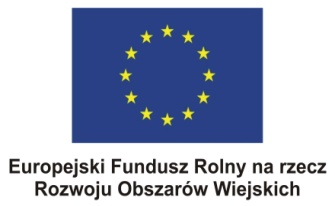 Europejski Fundusz Rolny na rzecz
Rozwoju Obszarów Wiejskich